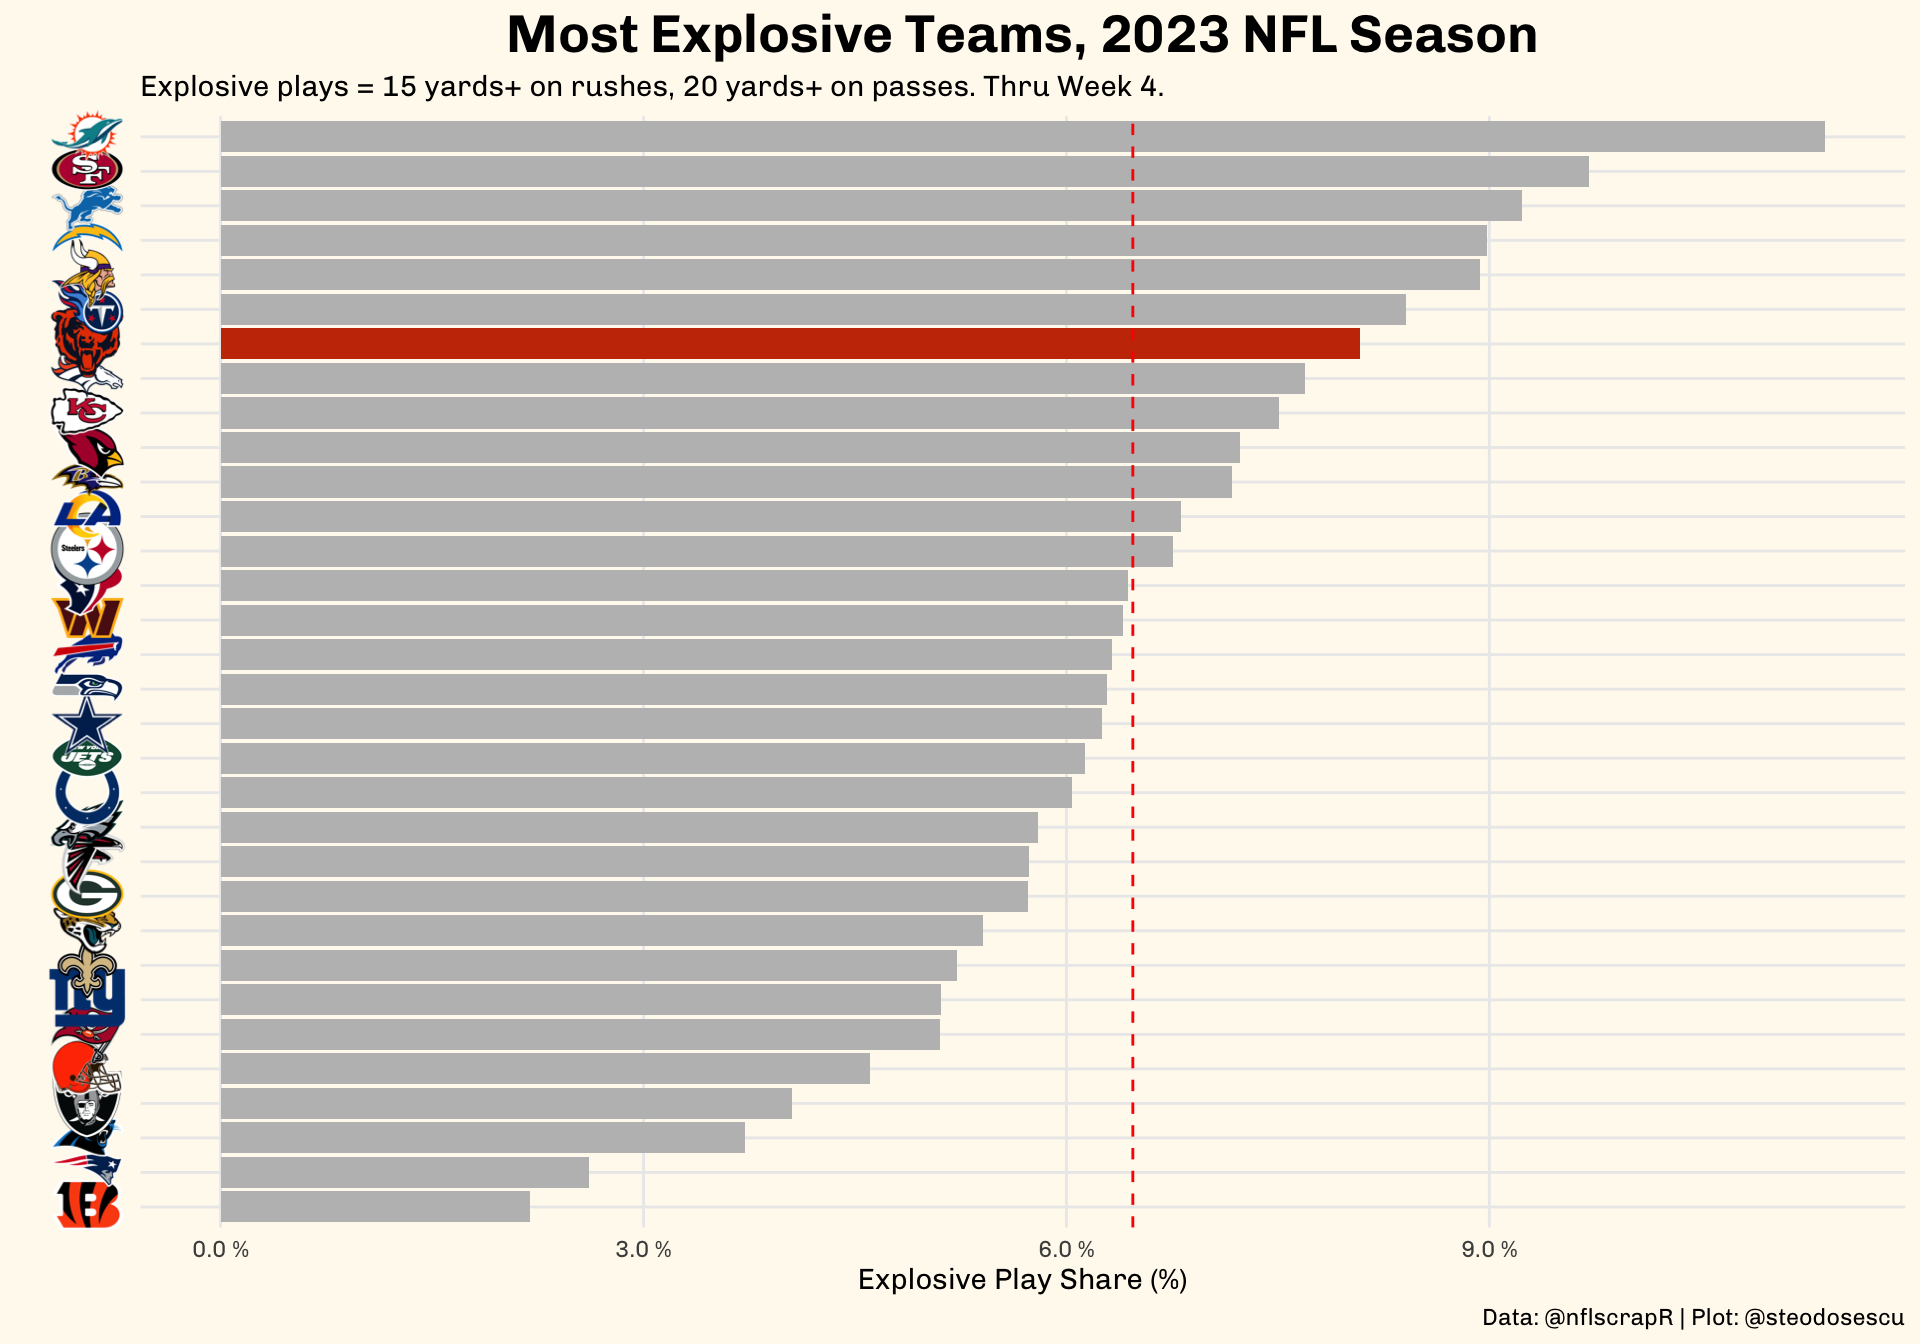 Most Explosive Teams, 2023 NFL Season
Explosive plays = 15 yards+ on rushes, 20 yards+ on passes. Thru Week 4.
SF
T
KC
B
LA
Steelers
W
JETS
G
ny
B
0.0 %
3.0 %
6.0 %
9.0 %
Explosive Play Share (%)
Data: @nflscrapR | Plot: @steodosescu